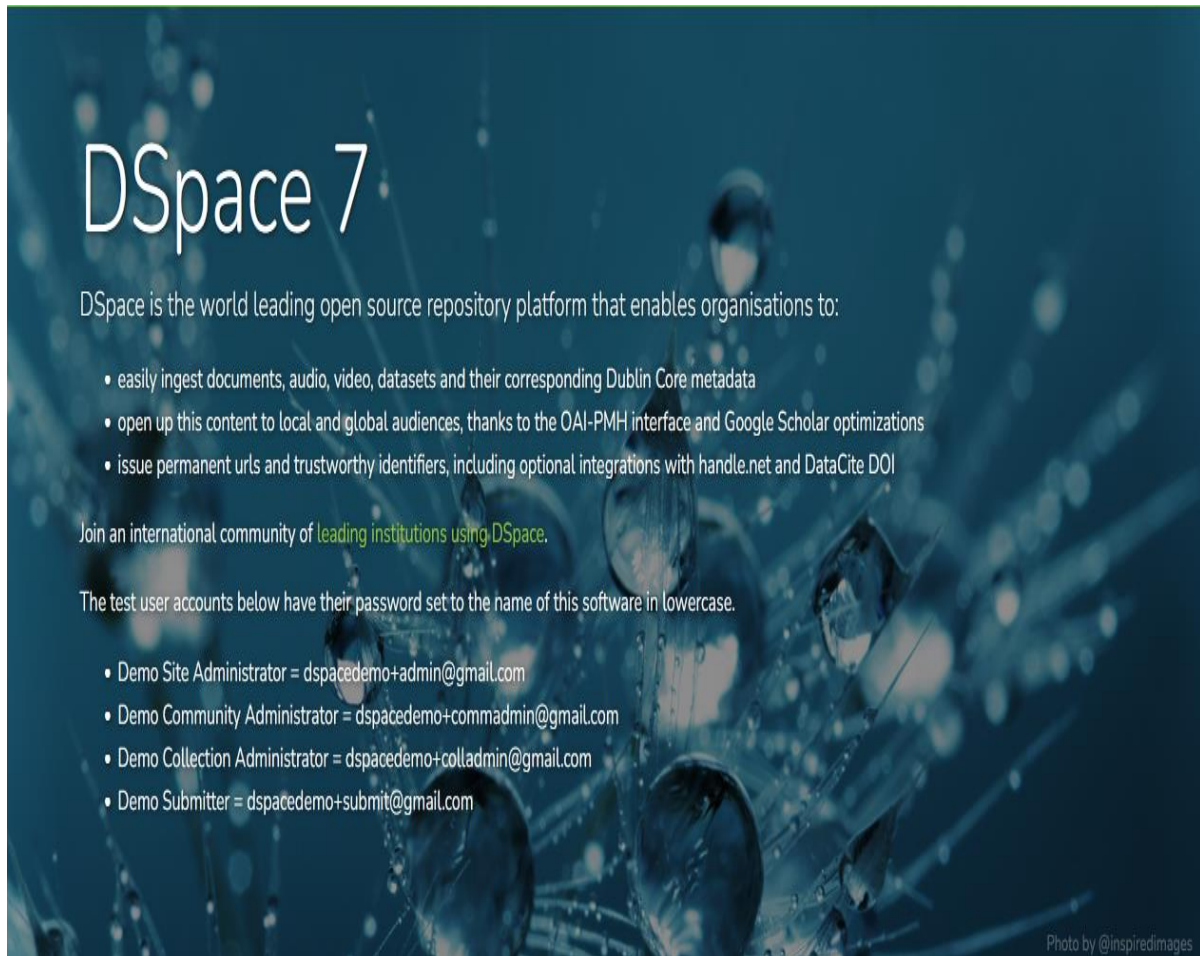 DSpace 7
DSpace is the world leading open source repository platform that enables organisations to:
• easily ingest documents, audio, video, datasets and their corresponding Dublin Core metadata
• open up this content to local and global audiences, thanks to the OAI-PMH interface and Google Scholar optimizations
• issue permanent urls and trustworthy identifiers, including optional integrations with handle.net and DataCite DOI
Join an international community of leading institutions using DSpace.
The test user accounts below have their password set to the name of this software in lowercase.
• Demo Site Administrator = dspacedemo+admin@gmail.com
• Demo Community Administrator = dspacedemo+commadmin@gmail.com
• Demo Collection Administrator = dspacedemo+colladmin@gmail.com
• Demo Submitter = dspacedemo+submit@gmail.com
Photo by @inspiredimages